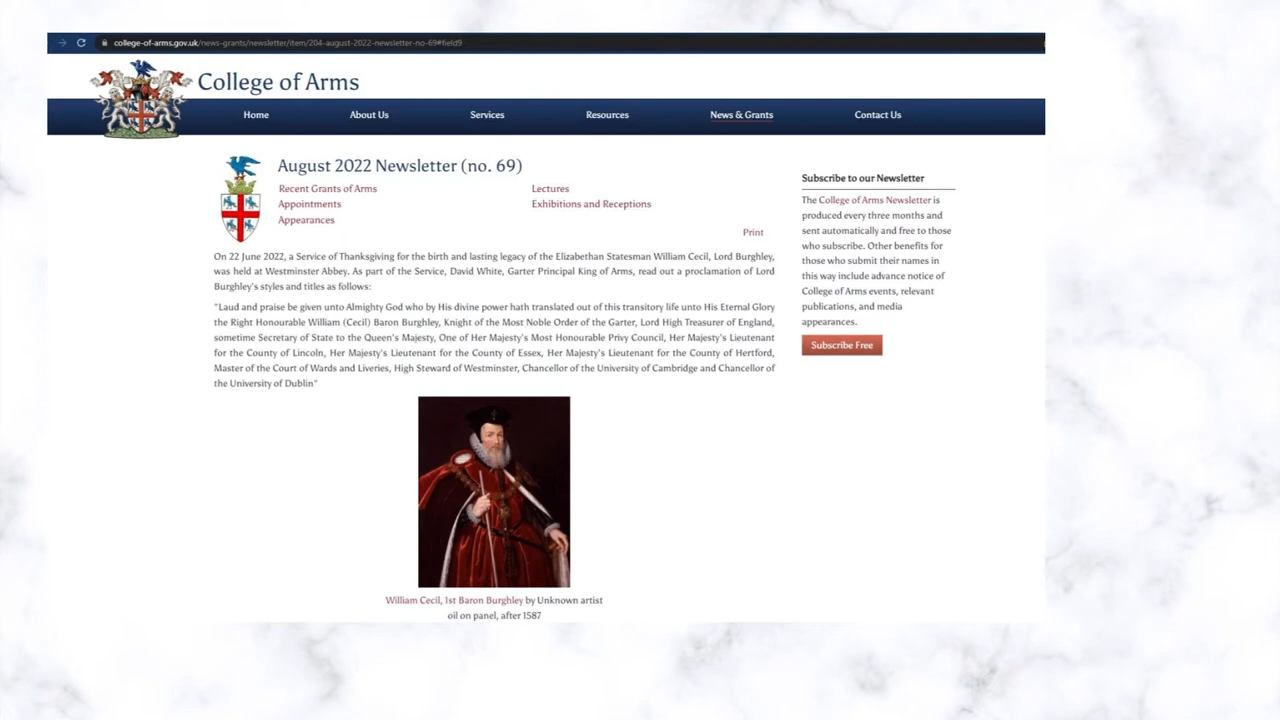 college-of-arms.gov.uk/news-grants/newsletter/item/204-august-2022-newsletter-no-69#field9
College of Arms
Home About Us Services Resources News & Grants Contact Us
August 2022 Newsletter (no. 69)
Recent Grants of Arms Lectures
Appointments Exhibitions and Receptions
Appearances
Print
On 22 June 2022, a Service of Thanksgiving for the birth and lasting legacy of the Elizabethan Statesman William Cecil, Lord Burghley,
was held at Westminster Abbey. As part of the Service, David White, Garter Principal King of Arms, read out a proclamation of Lord
Burghley's styles and titles as follows:
"Laud and praise be given unto Almighty God who by His divine power hath translated out of this transitory life unto His Eternal Glory
the Right Honourable William (Cecil) Baron Burghley, Knight of the Most Noble Order of the Garter, Lord High Treasurer of England,
sometime Secretary of State to the Queen's Majesty, One of Her Majesty's Most Honourable Privy Council, Her Majesty's Lieutenant
for the County of Lincoln, Her Majesty's Lieutenant for the County of Essex, Her Majesty's Lieutenant for the County of Hertford,
Master of the Court of Wards and Liveries, High Steward of Westminster, Chancellor of the University of Cambridge and Chancellor of
the University of Dublin"
William Cecil, 1st Baron Burghley by Unknown artist
oil on panel, after 1587
Subscribe to our Newsletter
The College of Arms Newsletter is
produced every three months and
sent automatically and free to those
who subscribe. Other benefits for
those who submit their names in
this way include advance notice of
College of Arms events, relevant
publications, and media
appearances.
Subscribe Free